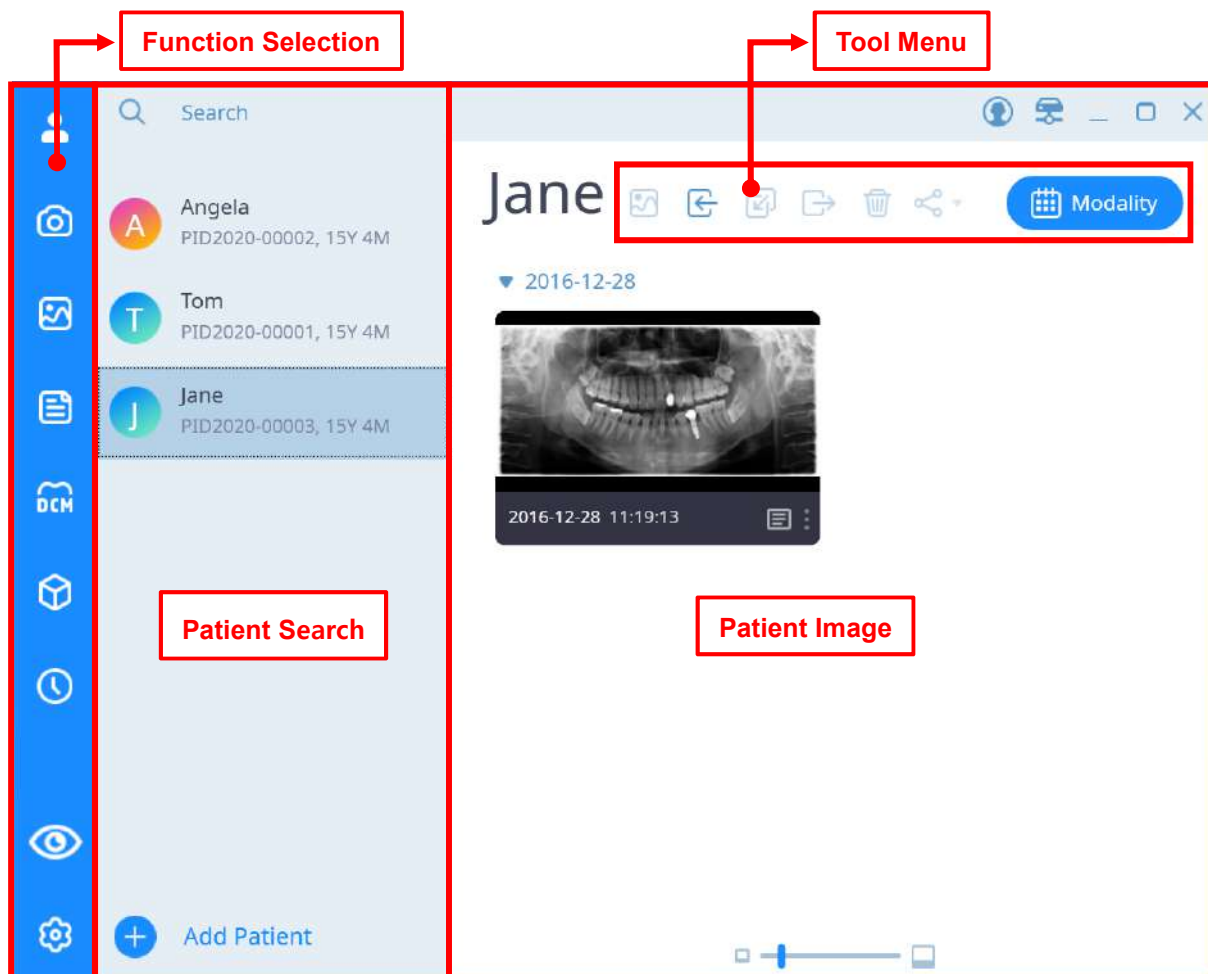 Function Selection
Tool Menu
Search
Jane
Modality
A
Angela
PID2020-00002, 15Y 4M
T
Tom
PID2020-00001, 15Y 4M
J
Jane
PID2020-00003, 15Y 4M
2016-12-28
2016-12-28 11:19:13
DCM
Patient Search
Patient Image
Add Patient